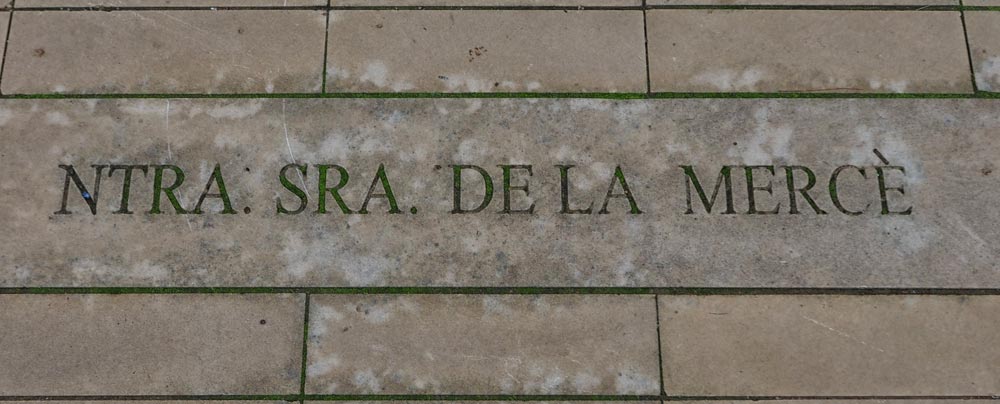 NTRA. SRA. DE LA MERCÈ